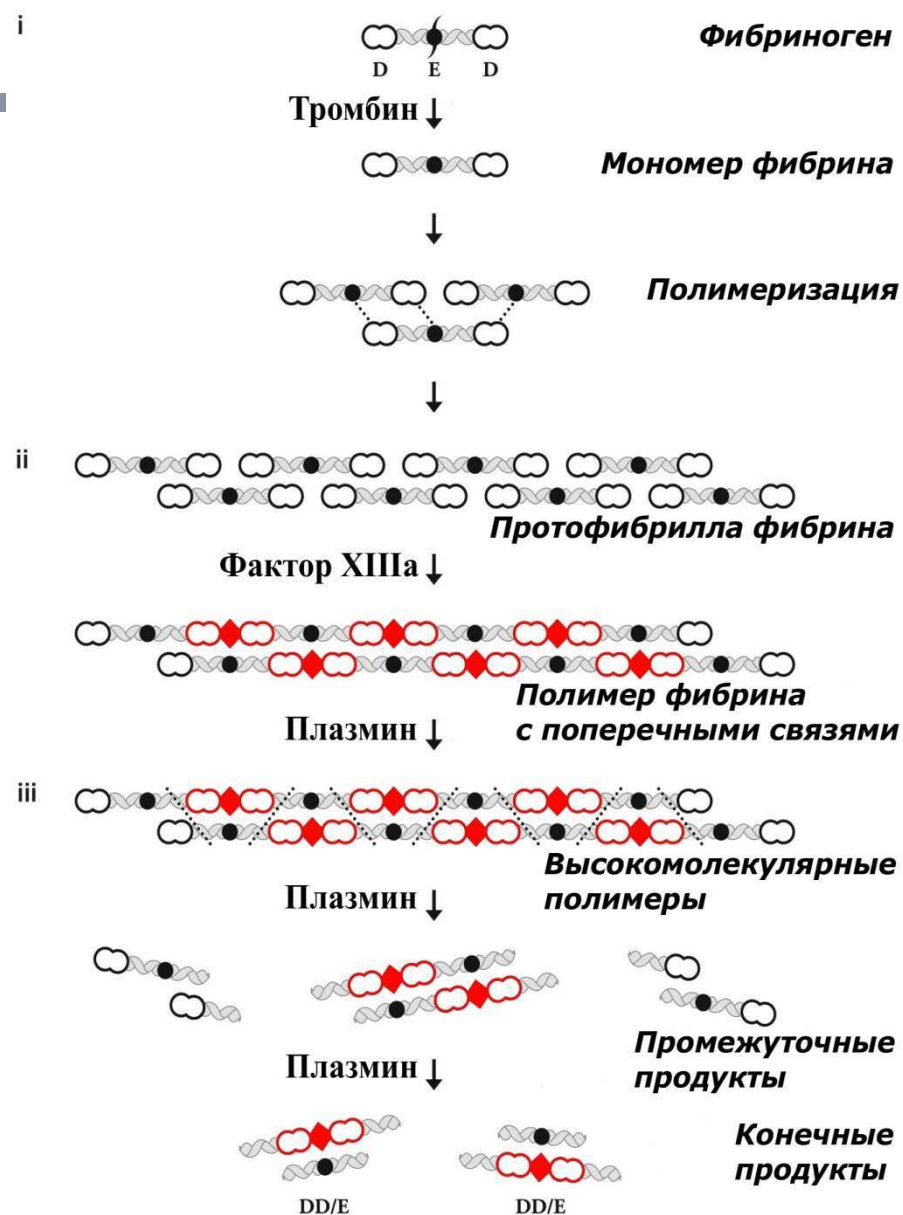 i
Фибриноген
D E D
Тромбин
Мономер фибрина
Полимеризация
ii
Протофибрилла фибрина
Фактор XIIIa
Полимер фибрина
с поперечными связями
Плазмин
iii
Высокомолекулярные
полимеры
Плазмин
Промежуточные
продукты
Плазмин
Конечные
продукты
DD/E DD/E